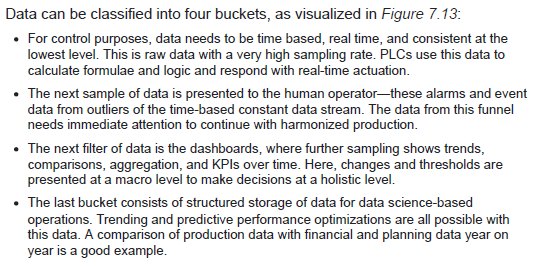 Data can be classified into four buckets, as visualized in Figure 7.13:
• For control purposes, data needs to be time based, real time, and consistent at the
lowest level. This is raw data with a very high sampling rate. PLCs use this data to
calculate formulae and logic and respond with real-time actuation.
• The next sample of data is presented to the human operator—these alarms and event
data from outliers of the time-based constant data stream. The data from this funnel
needs immediate attention to continue with harmonized production.
• The next filter of data is the dashboards, where further sampling shows trends,
comparisons, aggregation, and KPIs over time. Here, changes and thresholds are
presented at a macro level to make decisions at a holistic level.
• The last bucket consists of structured storage of data for data science-based
operations. Trending and predictive performance optimizations are all possible with
this data. A comparison of production data with financial and planning data year on
year is a good example.